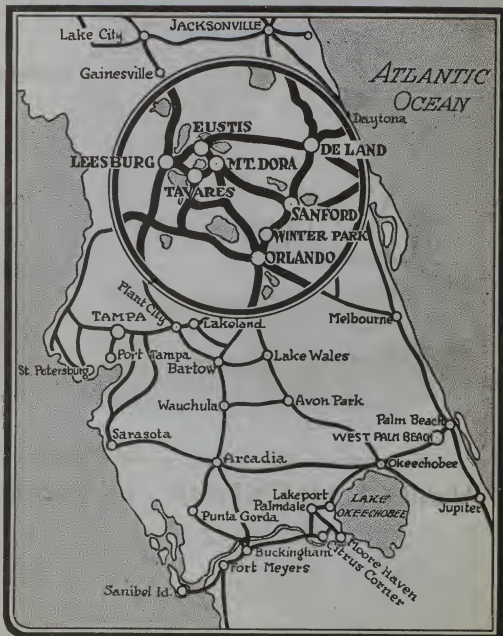 JACKSONVILLE
Lake City
Gainesville
ATLANTIC
OCEAN
Daytona
EUSTIS
DE LAND
LEESBURG
MT. DORA
TAVARES
SANFORD
WINTER PARK
ORLANDO
Plant City
TAMPA
Lakeland
Melbourne
Port Tampa
St. Petersburg
Bartow
Lake Wales
Wauchula
Avon Park
Palm Beach
WEST PALM BEACH
Sarasota
Arcadia
Okeechobee
Lakeport
Palmdale
LAKE
OKEECHOBEE
Jupiter
Punta Gorda
Buckingham
Moore Haven
Citrus Corner
Fort Meyers
Sanibel Id.